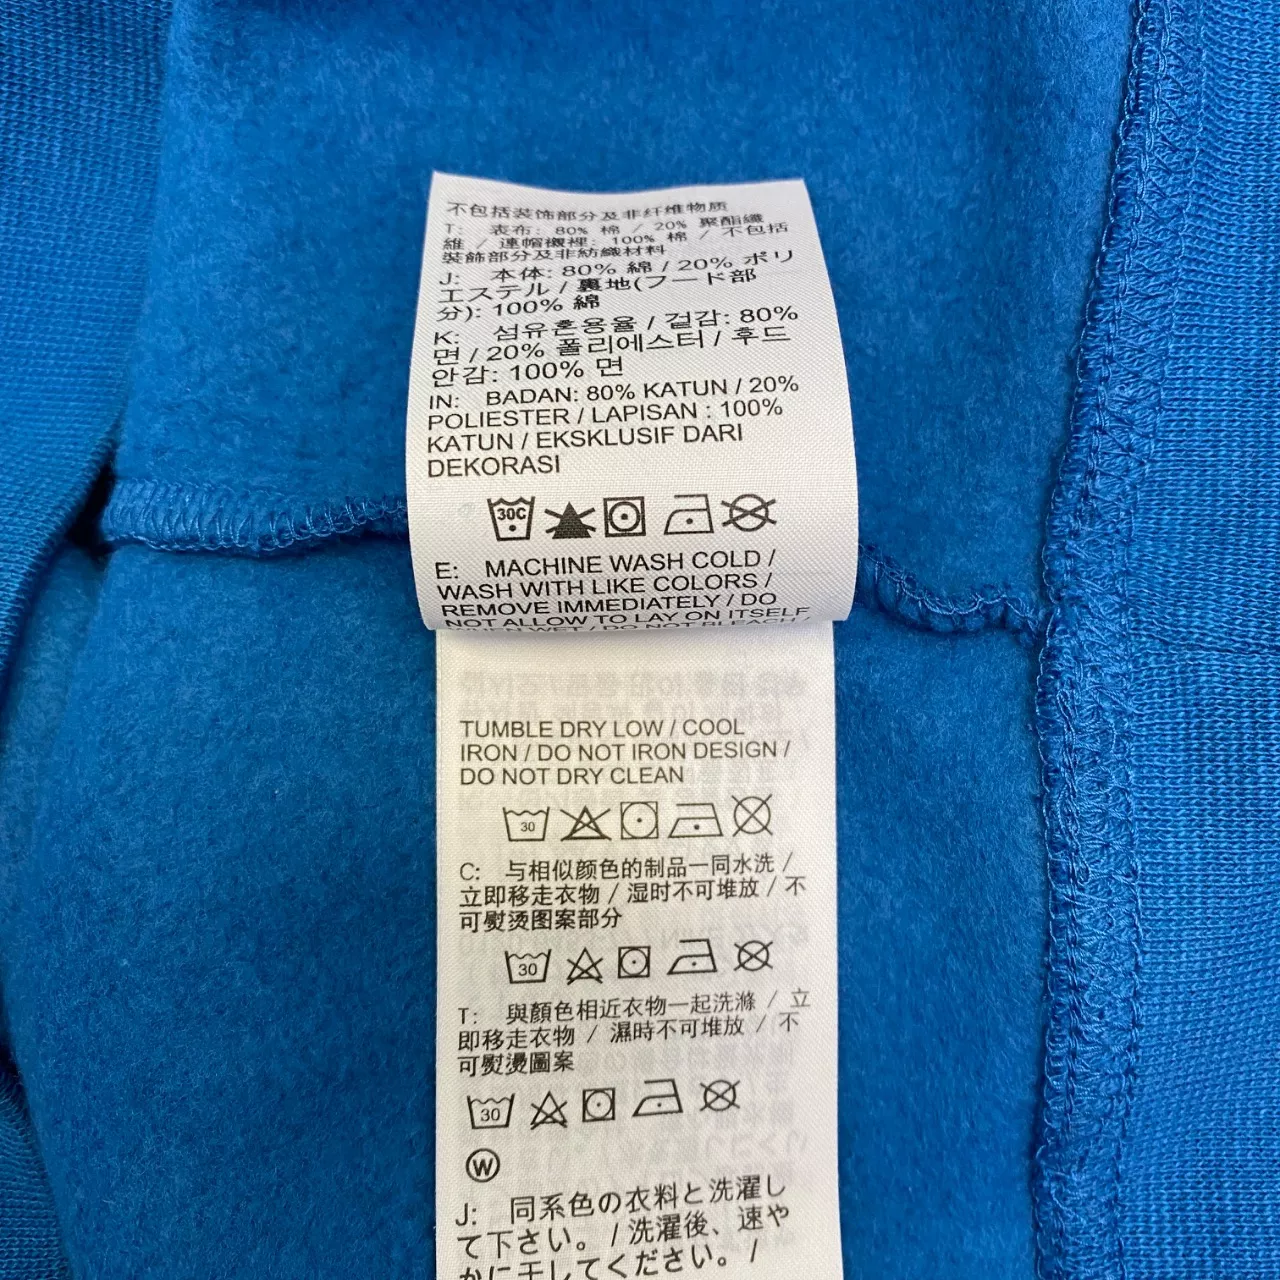 不包括装饰部分及非纤维物质
T: 表布: 80% 棉 / 20% 聚酯纖
維 / 連帽襯裡: 100% 棉 / 不包括
裝飾部分及非紡織材料
J: 本体: 80% 綿 / 20% ポリ
エステル / 裏地(フード部
分): 100% 綿
K: 섬유혼용율 / 겉감: 80%
면 / 20% 폴리에스터 / 후드
안감: 100% 면
IN: BADAN: 80% KATUN / 20%
POLIESTER / LAPISAN : 100%
KATUN / EKSKLUSIF DARI
DEKORASI
30C
E: MACHINE WASH COLD /
WASH WITH LIKE COLORS /
REMOVE IMMEDIATELY / DO
NOT ALLOW TO LAY ON ITSELF
WHEN WET / DO NOT BLEACH /
TUMBLE DRY LOW / COOL
IRON / DO NOT IRON DESIGN /
DO NOT DRY CLEAN
30
C: 与相似颜色的制品一同水洗 /
立即移走衣物 / 湿时不可堆放 / 不
可熨烫图案部分
30
T: 與顏色相近衣物一起洗滌 / 立
即移走衣物 / 濕時不可堆放 / 不
可熨燙圖案
30
W
J: 同系色の衣料と洗濯し
て下さい。 / 洗濯後、速や
かに干してください。 /